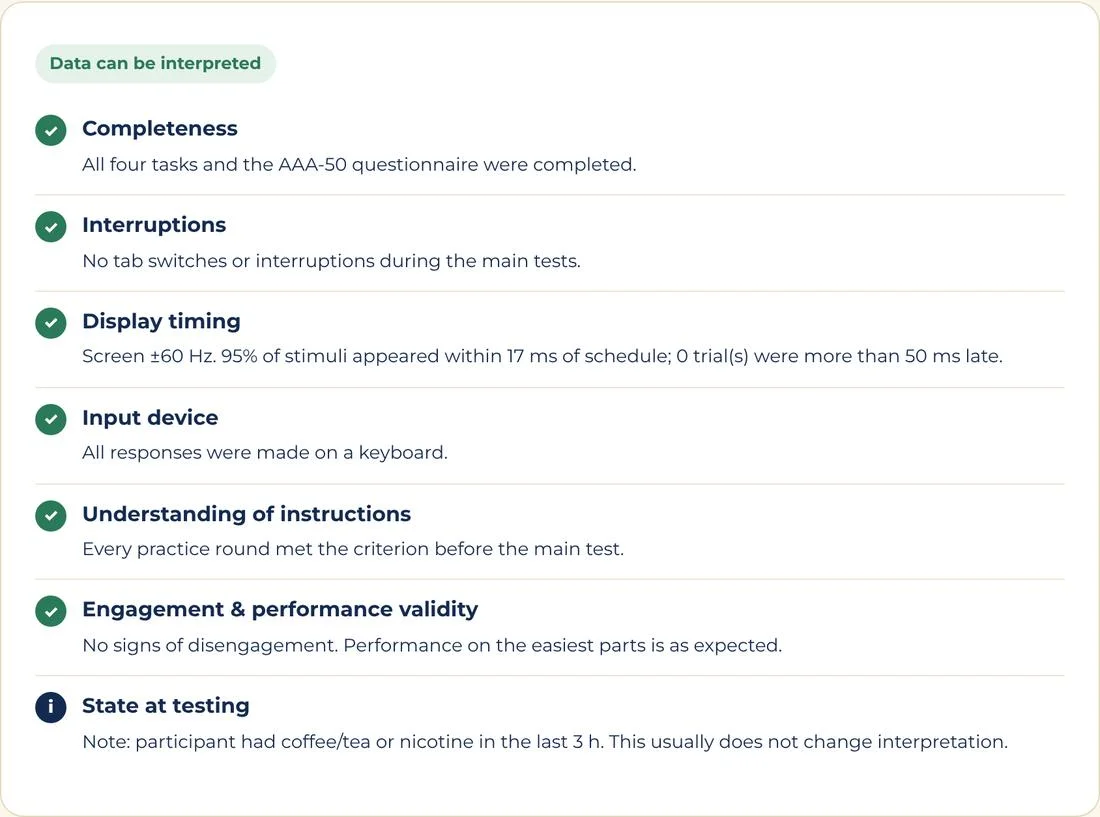 Data can be interpreted
Completeness
All four tasks and the AAA-50 questionnaire were completed.
Interruptions
No tab switches or interruptions during the main tests.
Display timing
Screen ±60 Hz. 95% of stimuli appeared within 17 ms of schedule; 0 trial(s) were more than 50 ms late.
Input device
All responses were made on a keyboard.
Understanding of instructions
Every practice round met the criterion before the main test.
Engagement & performance validity
No signs of disengagement. Performance on the easiest parts is as expected.
i State at testing
Note: participant had coffee/tea or nicotine in the last 3 h. This usually does not change interpretation.